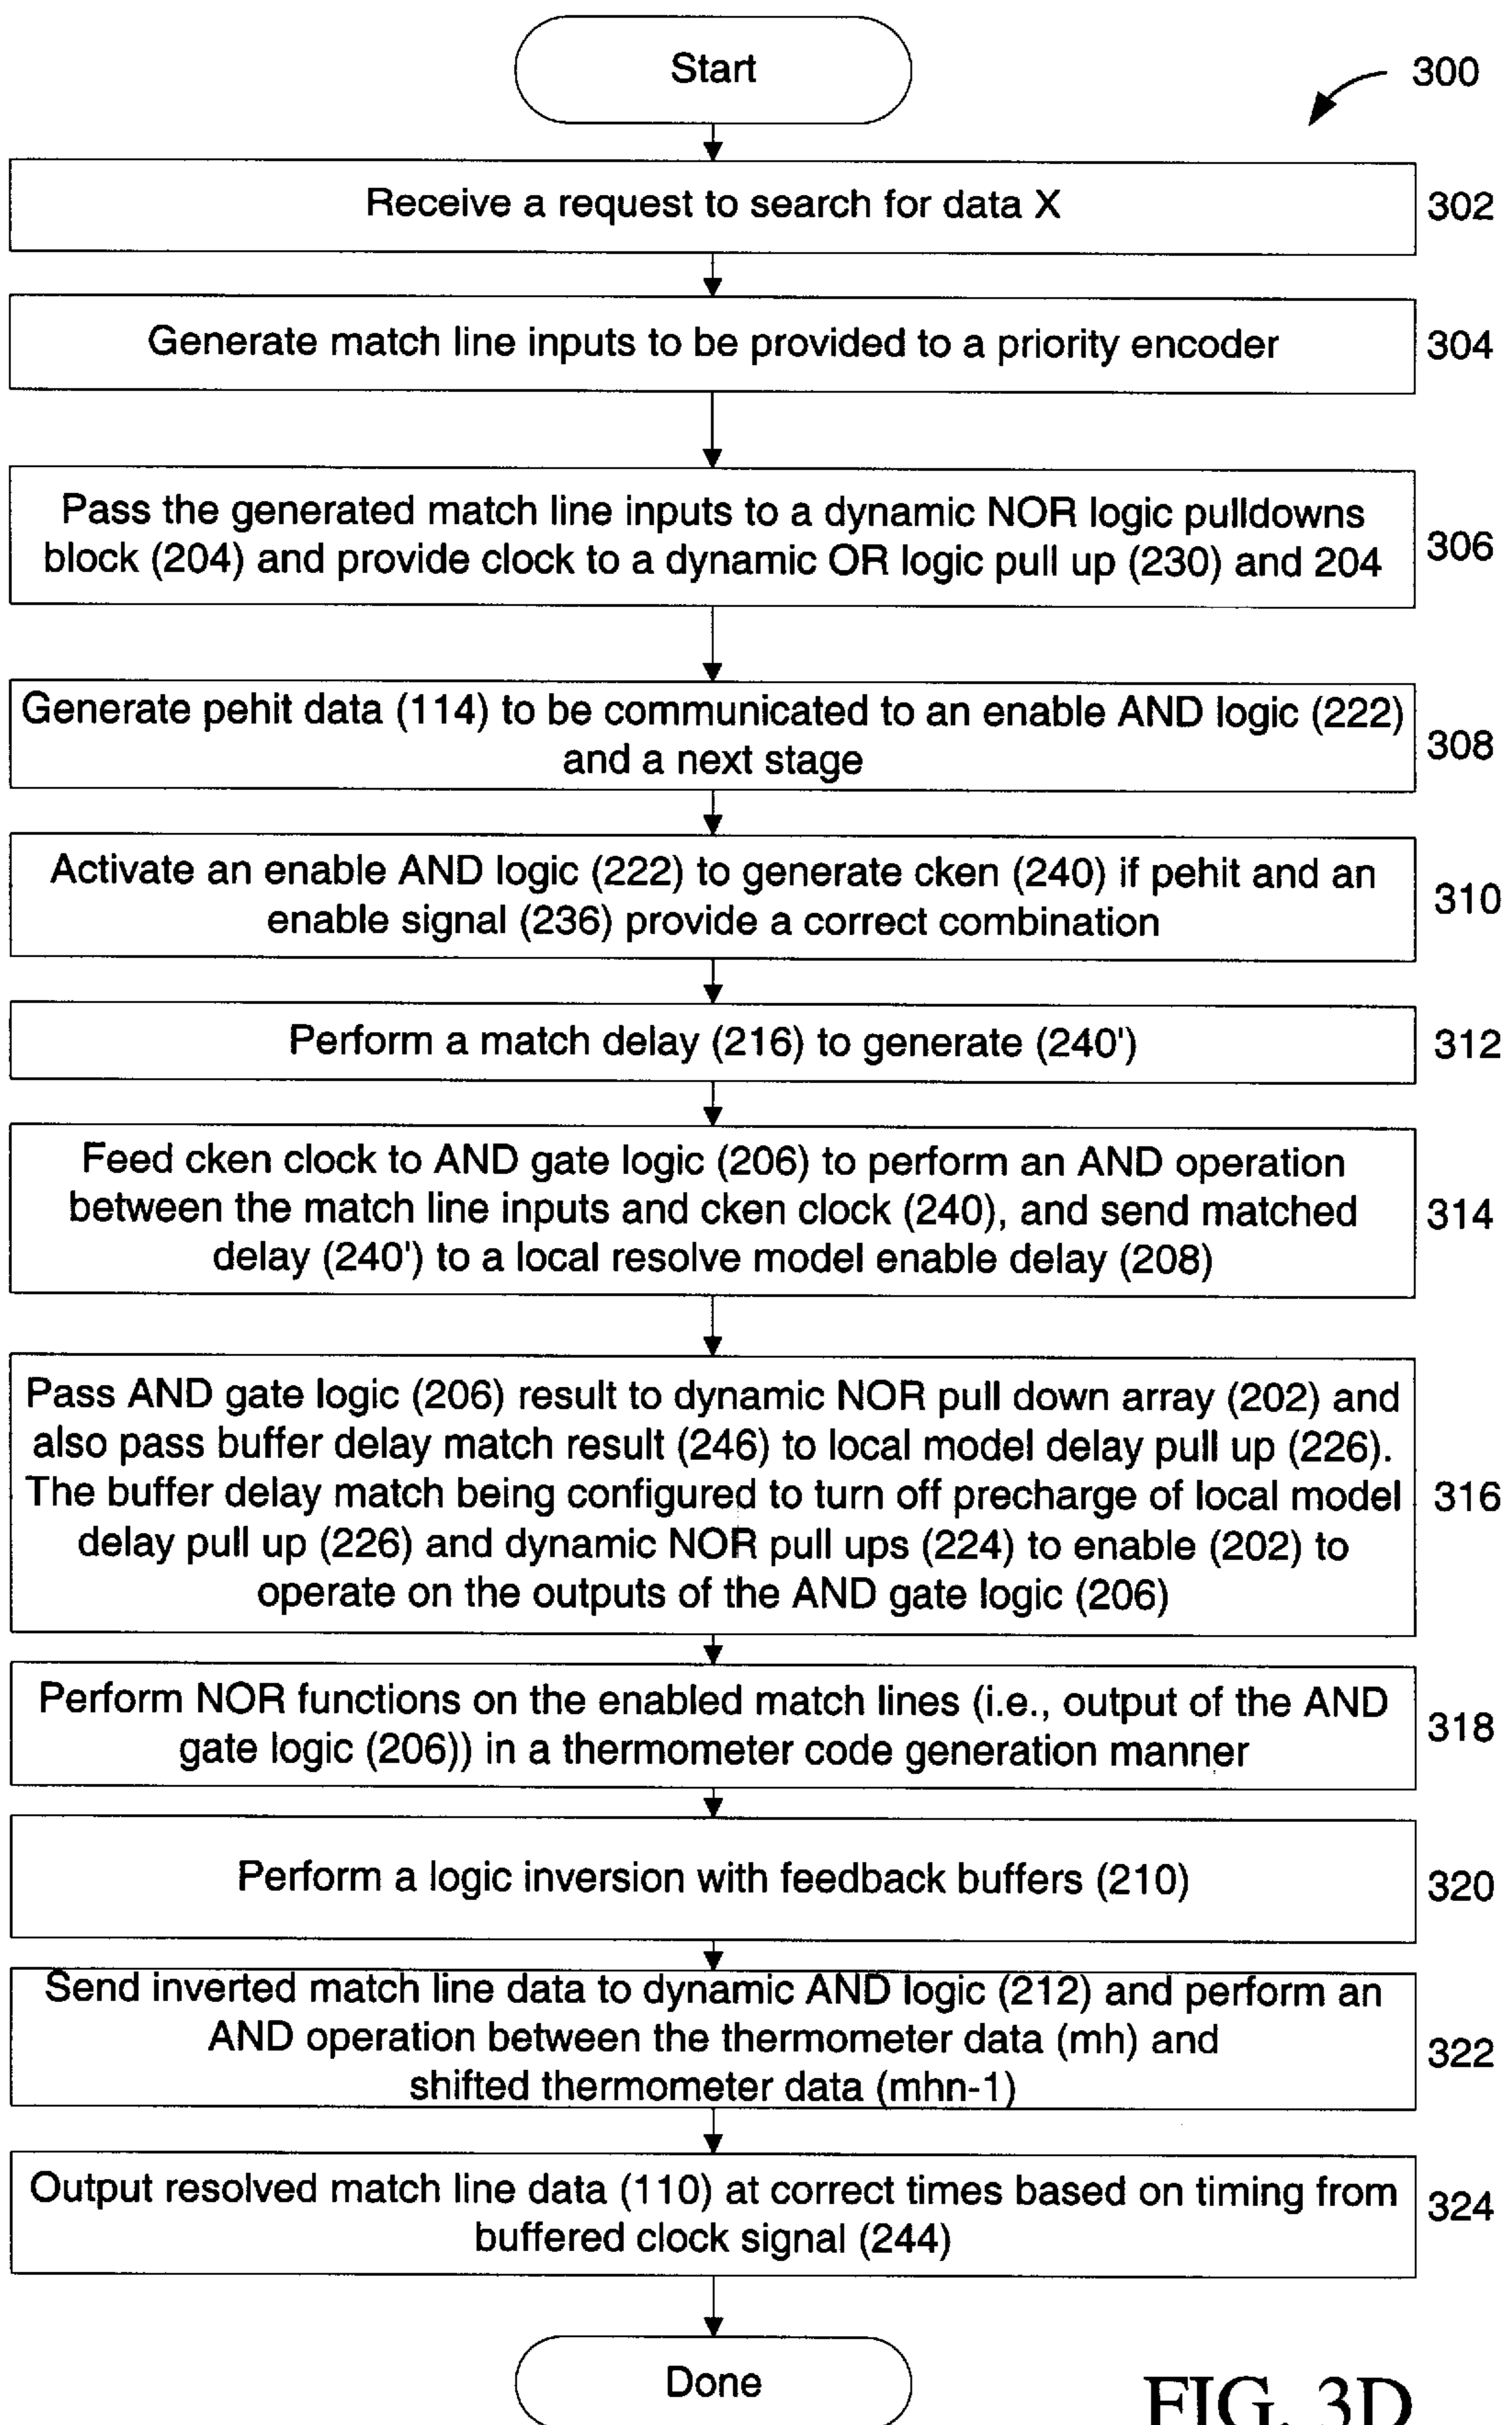 Start
300
Receive a request to search for data X
302
Generate match line inputs to be provided to a priority encoder
304
Pass the generated match line inputs to a dynamic NOR logic pulldowns
block (204) and provide clock to a dynamic OR logic pull up (230) and 204
306
Generate pehit data (114) to be communicated to an enable AND logic (222)
and a next stage
308
Activate an enable AND logic (222) to generate cken (240) if pehit and an
enable signal (236) provide a correct combination
310
Perform a match delay (216) to generate (240')
312
Feed cken clock to AND gate logic (206) to perform an AND operation
between the match line inputs and cken clock (240), and send matched
delay (240') to a local resolve model enable delay (208)
314
Pass AND gate logic (206) result to dynamic NOR pull down array (202) and
also pass buffer delay match result (246) to local model delay pull up (226).
The buffer delay match being configured to turn off precharge of local model
delay pull up (226) and dynamic NOR pull ups (224) to enable (202) to
operate on the outputs of the AND gate logic (206)
316
Perform NOR functions on the enabled match lines (i.e., output of the AND
gate logic (206)) in a thermometer code generation manner
318
Perform a logic inversion with feedback buffers (210)
320
Send inverted match line data to dynamic AND logic (212) and perform an
AND operation between the thermometer data (mh) and
shifted thermometer data (mhn-1)
322
Output resolved match line data (110) at correct times based on timing from
buffered clock signal (244)
324
Done
FIG. 3D